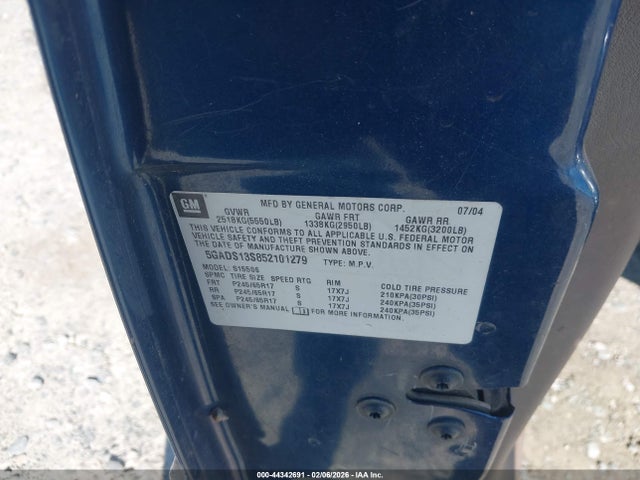 GM
MFD BY GENERAL MOTORS CORP. 07/04
GVWR GAWR FRT GAWR RR
2518KG(5550LB) 1338KG(2950LB) 1452KG(3200LB)
THIS VEHICLE CONFORMS TO ALL APPLICABLE U.S. FEDERAL MOTOR
VEHICLE SAFETY AND THEFT PREVENTION STANDARDS IN EFFECT ON
THE DATE OF MANUFACTURE SHOWN ABOVE.
5GADS13S852101279 TYPE: M.P.V.
MODEL: S15506
TIRE SIZE SPEED RTG RIM COLD TIRE PRESSURE
FRT P245/65R17 S 17X7J 210KPA(30PSI)
RR P245/65R17 S 17X7J 240KPA(35PSI)
SPA P245/65R17 S 17X7J 240KPA(35PSI)
SEE OWNER'S MANUAL FOR MORE INFORMATION.
000-44342691 - 02/06/2026 - IAA Inc.